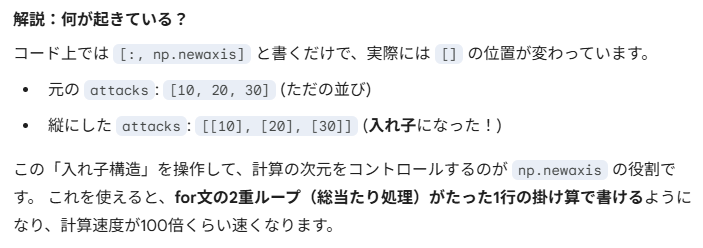 解説：何が起きている？
コード上では [:, np.newaxis] と書くだけで、実際には [] の位置が変わっています。
• 元の attacks: [10, 20, 30] (ただの並び)
• 縦にした attacks: [[10], [20], [30]] (入れ子になった！)
この「入れ子構造」を操作して、計算の次元をコントロールするのが np.newaxis の役割で
す。 これを使えると、for文の2重ループ（総当たり処理）がたった1行の掛け算で書けるように
なり、計算速度が100倍くらい速くなります。